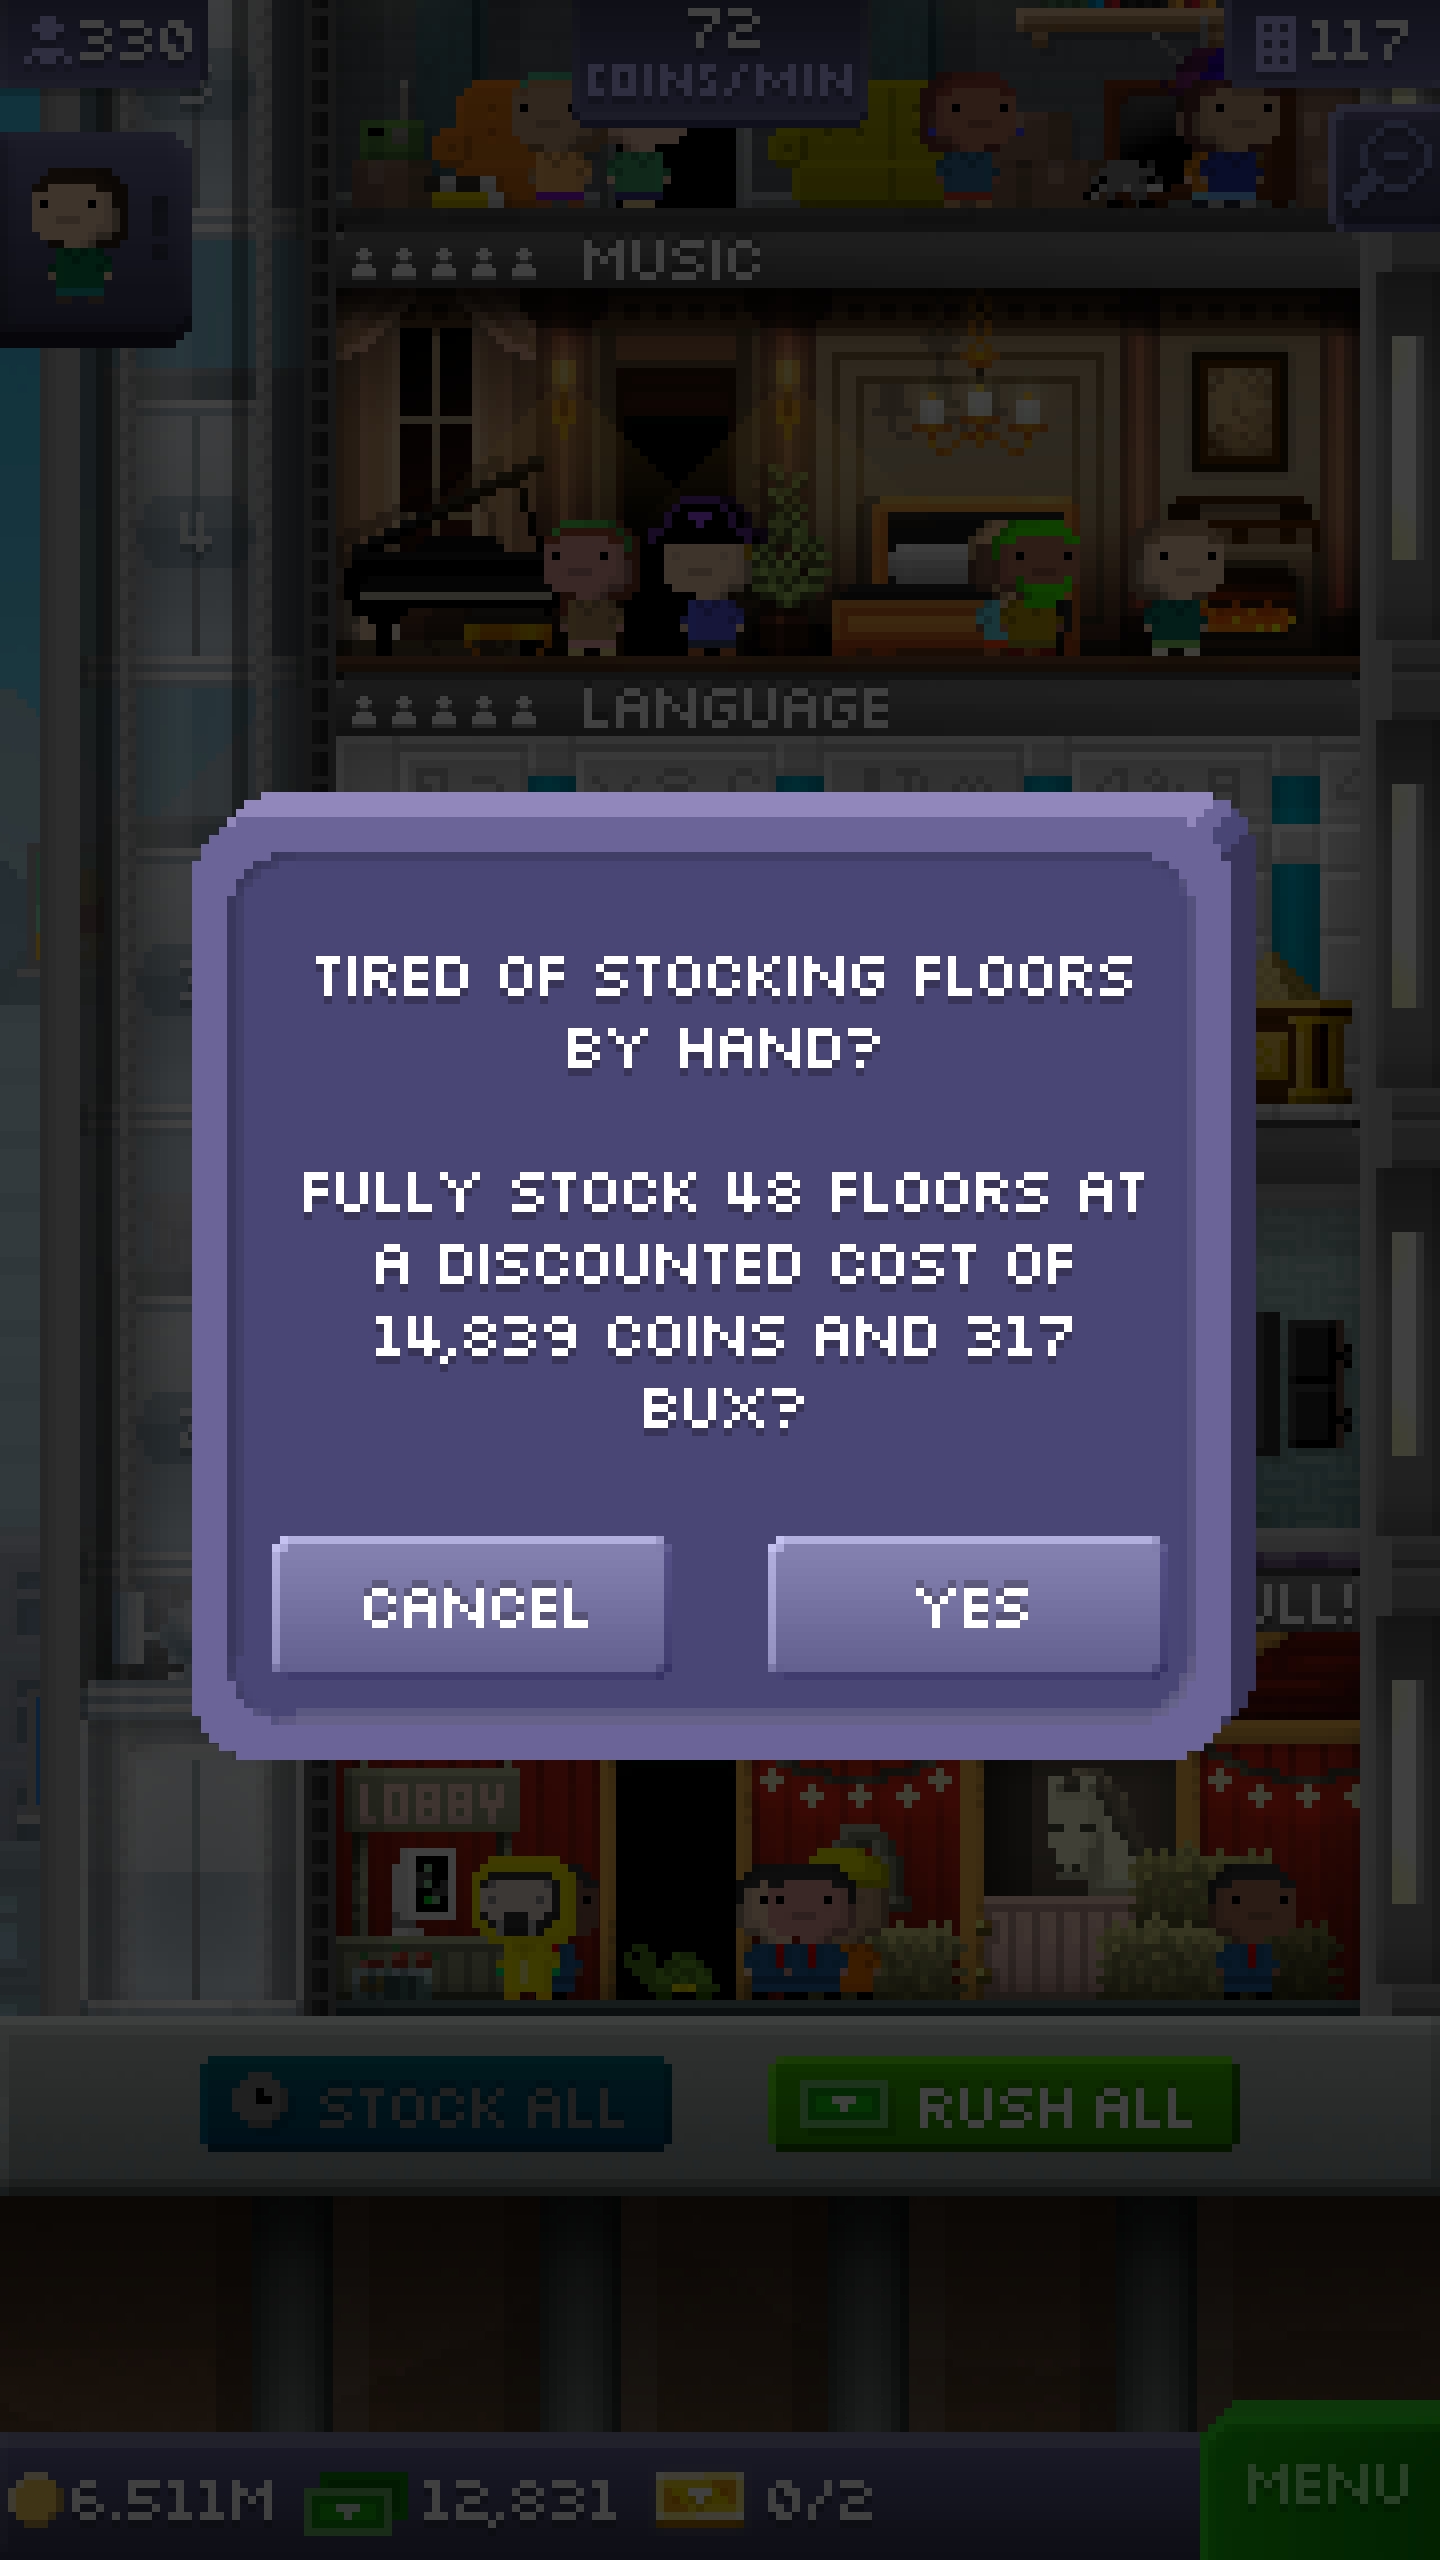 330
72
COINS/MIN
117
MUSIC
4
LANGUAGE
TIRED OF STOCKING FLOORS
BY HAND?
FULLY STOCK 48 FLOORS AT
A DISCOUNTED COST OF
14,839 COINS AND 317
BUX?
CANCEL
YES
LOBBY
STOCK ALL
RUSH ALL
6.511M
12,831
0/2
MENU